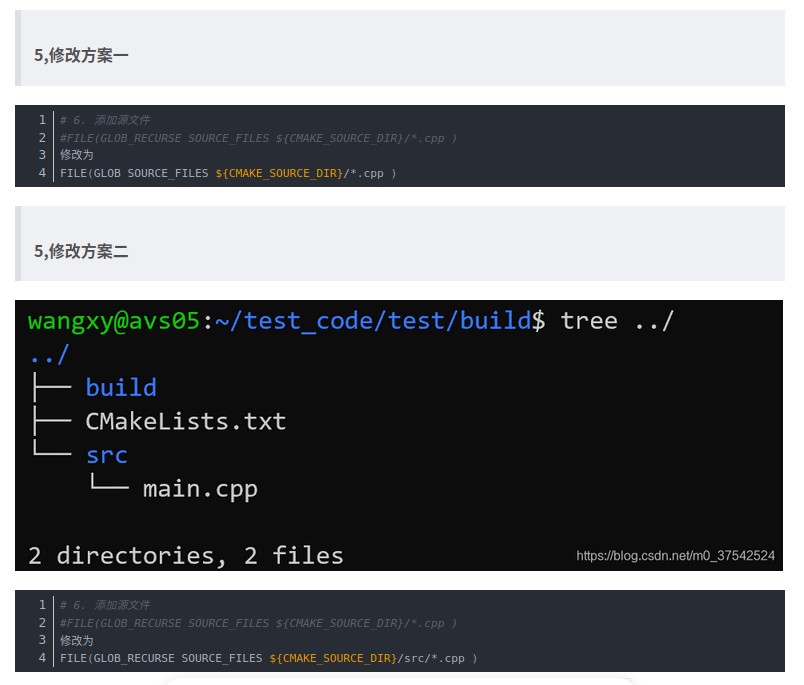 5,修改方案一
1 # 6. 添加源文件
2 #FILE(GLOB_RECURSE SOURCE_FILES ${CMAKE_SOURCE_DIR}/*.cpp )
3 修改为
4 FILE(GLOB SOURCE_FILES ${CMAKE_SOURCE_DIR}/*.cpp )
5,修改方案二
wangxy@avs05:~/test_code/test/build$ tree ../
../
├── build
├── CMakeLists.txt
└── src
    └── main.cpp
2 directories, 2 files
https://blog.csdn.net/m0_37542524
1 # 6. 添加源文件
2 #FILE(GLOB_RECURSE SOURCE_FILES ${CMAKE_SOURCE_DIR}/*.cpp )
3 修改为
4 FILE(GLOB_RECURSE SOURCE_FILES ${CMAKE_SOURCE_DIR}/src/*.cpp )